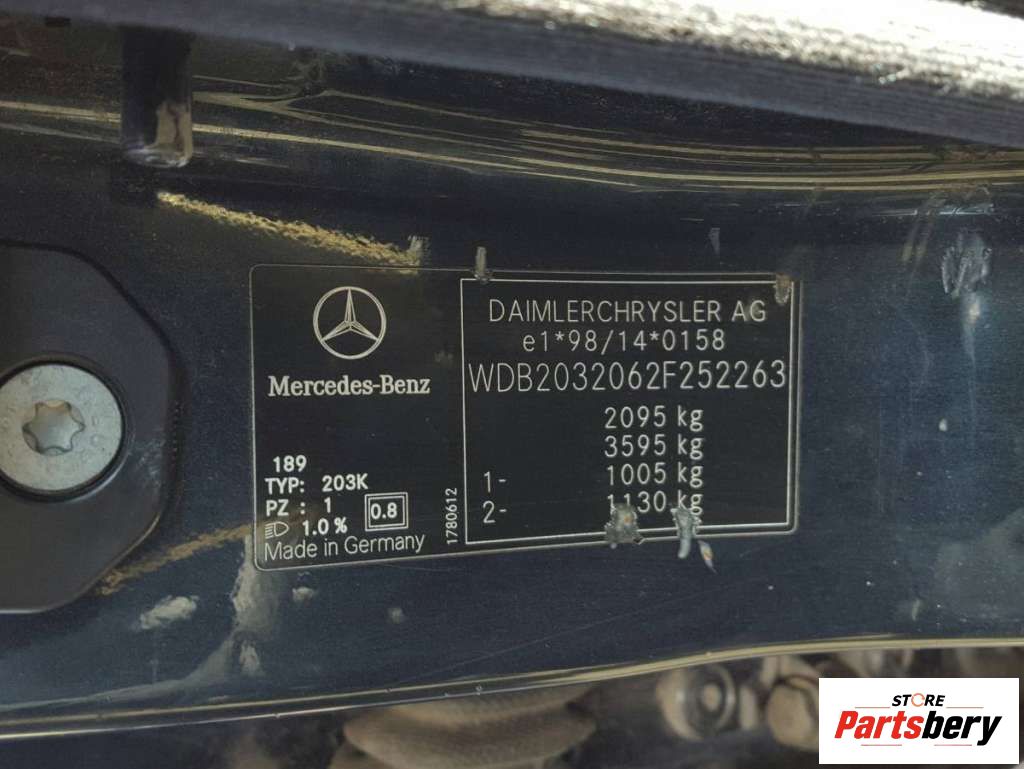 Mercedes-Benz
189
TYP: 203K
PZ : 1
0.8
1.0 %
Made in Germany
1780612
DAIMLERCHRYSLER AG
e1*98/14*0158
WDB2032062F252263
2095 kg
3595 kg
1- 1005 kg
2- 1130 kg
STORE
Partsbery